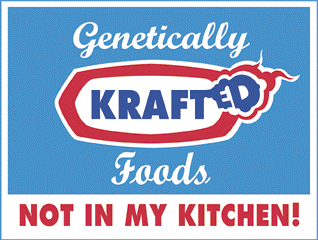 Genetically
KRAFTED
Foods
NOT IN MY KITCHEN!